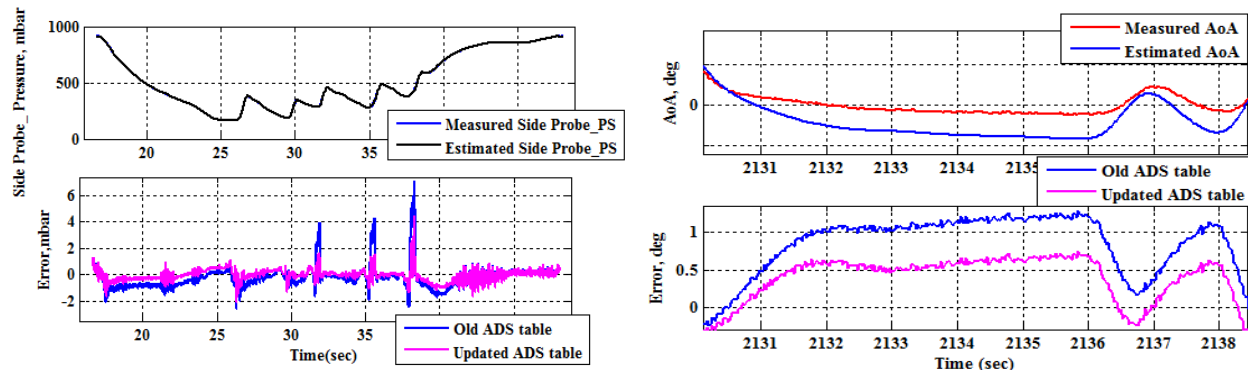 Side Probe_ Pressure, mbar
1000
500
0
20
25
30
35
Measured Side Probe_PS
Estimated Side Probe_PS
Error,mbar
6
4
2
0
-2
20
25
30
35
Time(sec)
Old ADS table
Updated ADS table
AoA, deg
0
Measured AoA
Estimated AoA
2131
2132
2133
2134
2135
2136
2137
2138
Old ADS table
Updated ADS table
Error, deg
1
0.5
0
2131
2132
2133
2134
2135
2136
2137
2138
Time (sec)